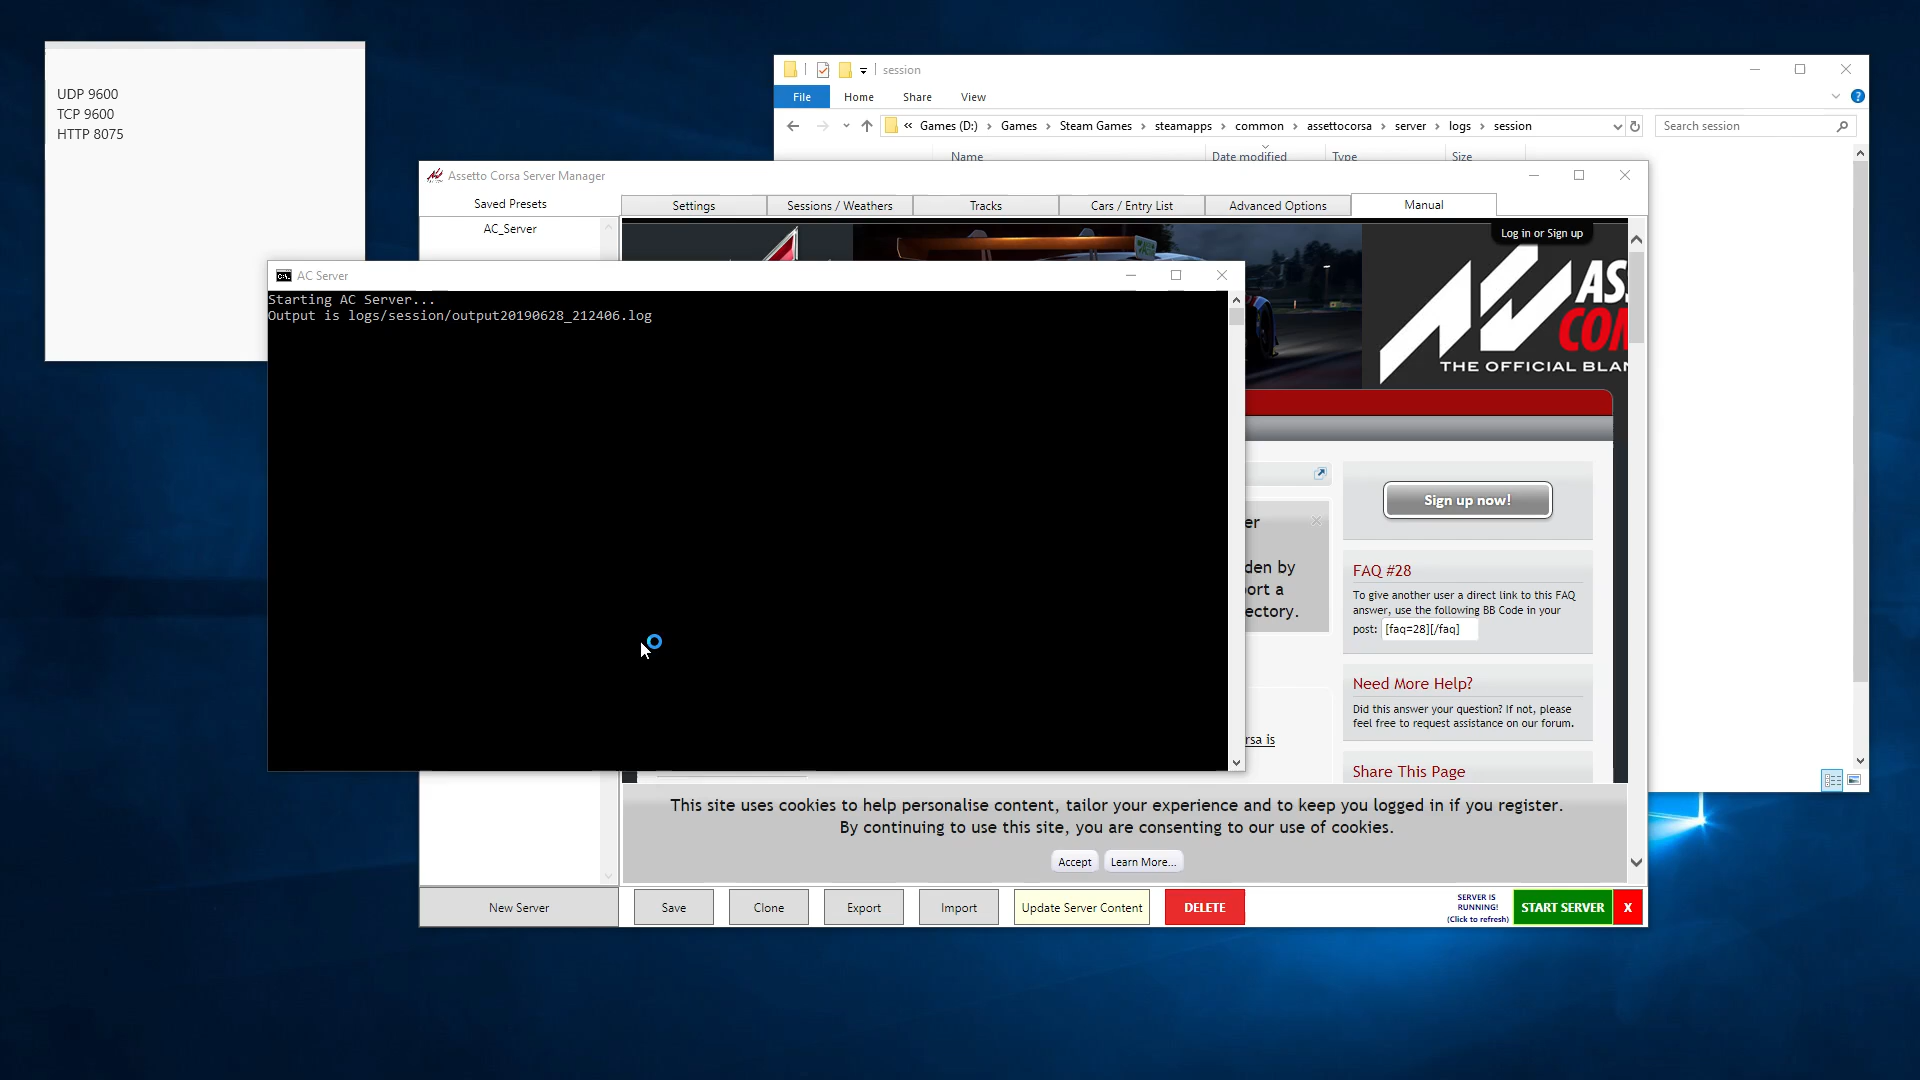 UDP 9600
TCP 9600
HTTP 8075
session
File
Home
Share
View
« Games (D:) › Games › Steam Games › steamapps › common › assettocorsa › server › logs › session
Search session
Name
Date modified
Type
Size
Assetto Corsa Server Manager
Saved Presets
Settings
Sessions / Weathers
Tracks
Cars / Entry List
Advanced Options
Manual
AC_Server
Log in or Sign up
THE OFFICIAL BLAN
AC Server
Starting AC Server...
Output is logs/session/output20190628_212406.log
Sign up now!
er
den by
ort a
ectory.
FAQ #28
To give another user a direct link to this FAQ
answer, use the following BB Code in your
post: [faq=28][/faq]
Need More Help?
Did this answer your question? If not, please
feel free to request assistance on our forum.
rsa is
Share This Page
This site uses cookies to help personalise content, tailor your experience and to keep you logged in if you register.
By continuing to use this site, you are consenting to our use of cookies.
Accept
Learn More...
New Server
Save
Clone
Export
Import
Update Server Content
DELETE
SERVER IS
RUNNING!
(Click to refresh)
START SERVER
X